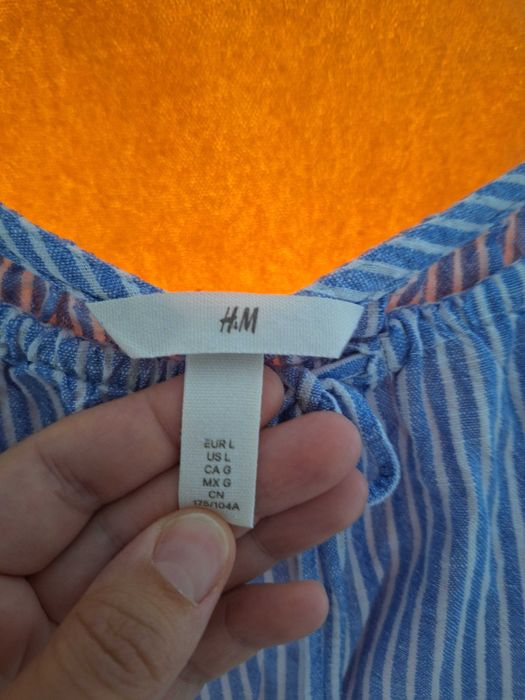 H&M
EUR L
US L
CA G
MX G
CN
175/104A